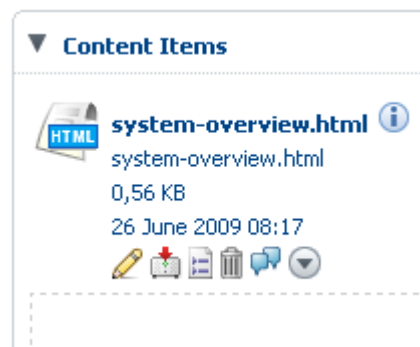 Content Items
HTML
system-overview.html
system-overview.html
0,56 KB
26 June 2009 08:17